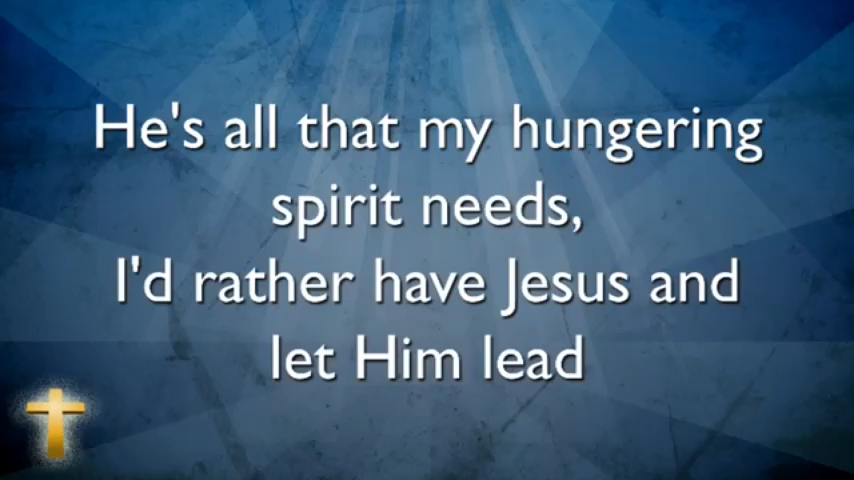 He's all that my hungering
spirit needs,
I'd rather have Jesus and
let Him lead